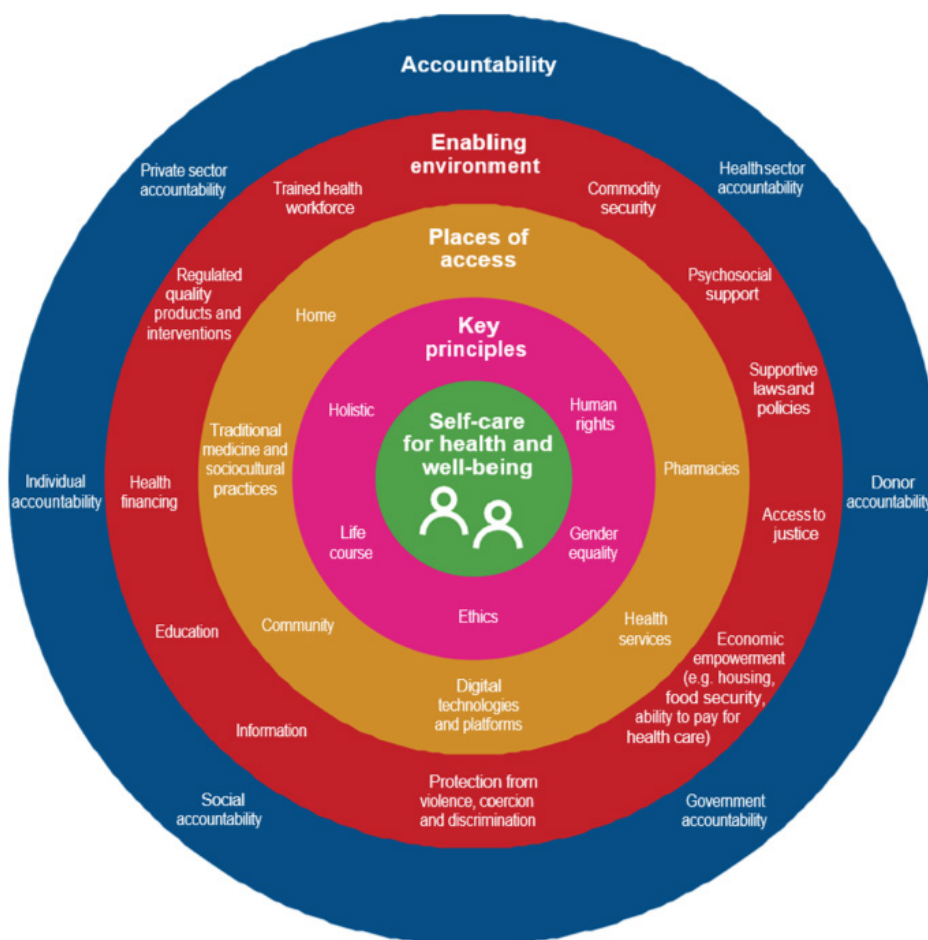 Accountability
Private sector
accountability
Health sector
accountability
Individual
accountability
Donor
accountability
Social
accountability
Government
accountability
Enabling
environment
Trained health
workforce
Commodity
security
Regulated
quality
products and
interventions
Psychosocial
support
Supportive
laws and
policies
Health
financing
Access to
justice
Education
Economic
empowerment
(e.g. housing,
food security,
ability to pay for
health care)
Information
Protection from
violence, coercion
and discrimination
Places of
access
Home
Traditional
medicine and
sociocultural
practices
Pharmacies
Community
Health
services
Digital
technologies
and platforms
Key
principles
Holistic
Human
rights
Life
course
Gender
equality
Ethics
Self-care
for health and
well-being